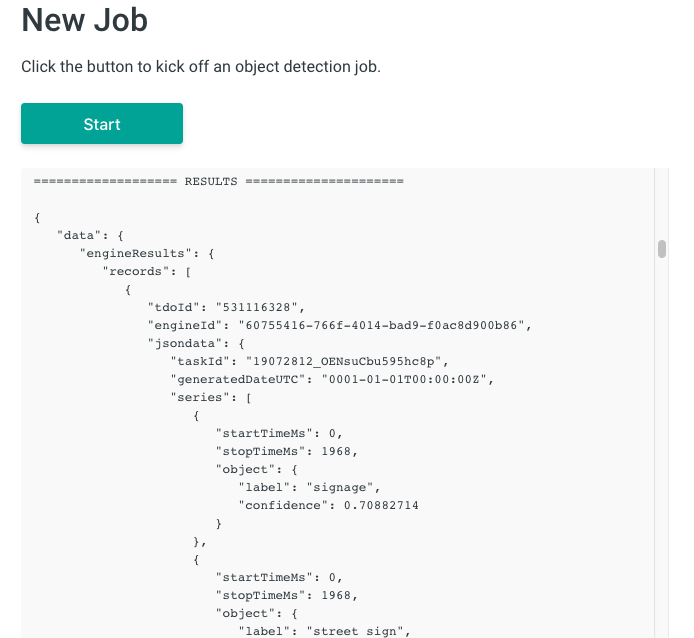 New Job
Click the button to kick off an object detection job.
Start
=================== RESULTS =====================
{
   "data": {
      "engineResults": {
         "records": [
            {
               "tdoId": "531116328",
               "engineId": "60755416-766f-4014-bad9-f0ac8d900b86",
               "jsondata": {
                  "taskId": "19072812_OENsuCbu595hc8p",
                  "generatedDateUTC": "0001-01-01T00:00:00Z",
                  "series": [
                     {
                        "startTimeMs": 0,
                        "stopTimeMs": 1968,
                        "object": {
                           "label": "signage",
                           "confidence": 0.70882714
                        }
                     },
                     {
                        "startTimeMs": 0,
                        "stopTimeMs": 1968,
                        "object": {
                           "label": "street sign",